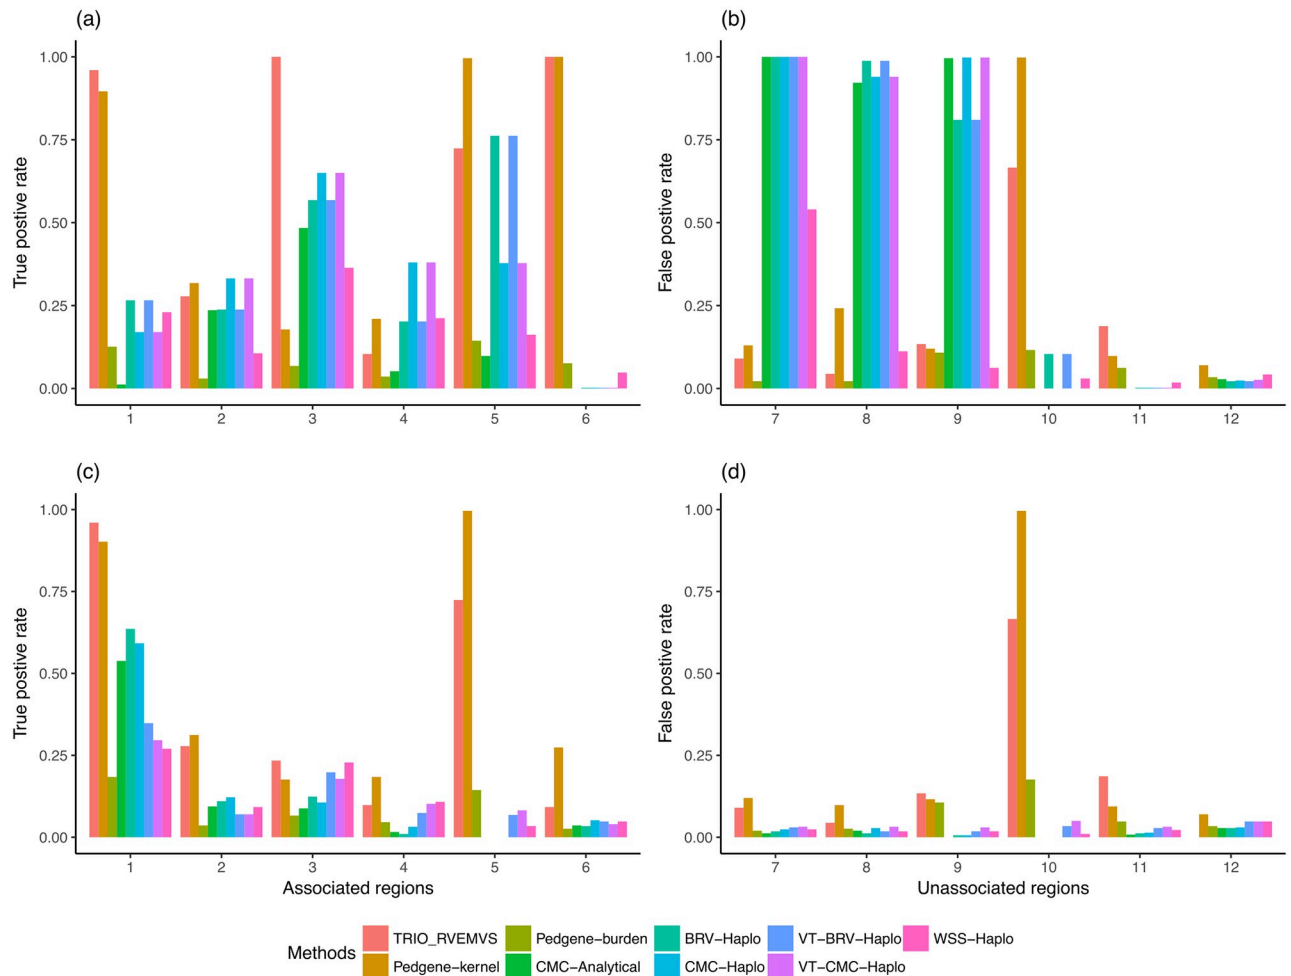 (a)
1.00
0.75
0.50
0.25
0.00
True postive rate
1 2 3 4 5 6
(b)
1.00
0.75
0.50
0.25
0.00
False postive rate
7 8 9 10 11 12
(c)
1.00
0.75
0.50
0.25
0.00
True postive rate
1 2 3 4 5 6
Associated regions
(d)
1.00
0.75
0.50
0.25
0.00
False postive rate
7 8 9 10 11 12
Unassociated regions
Methods
TRIO_RVEMVS Pedgene-burden BRV-Haplo VT-BRV-Haplo WSS-Haplo
Pedgene-kernel CMC-Analytical CMC-Haplo VT-CMC-Haplo